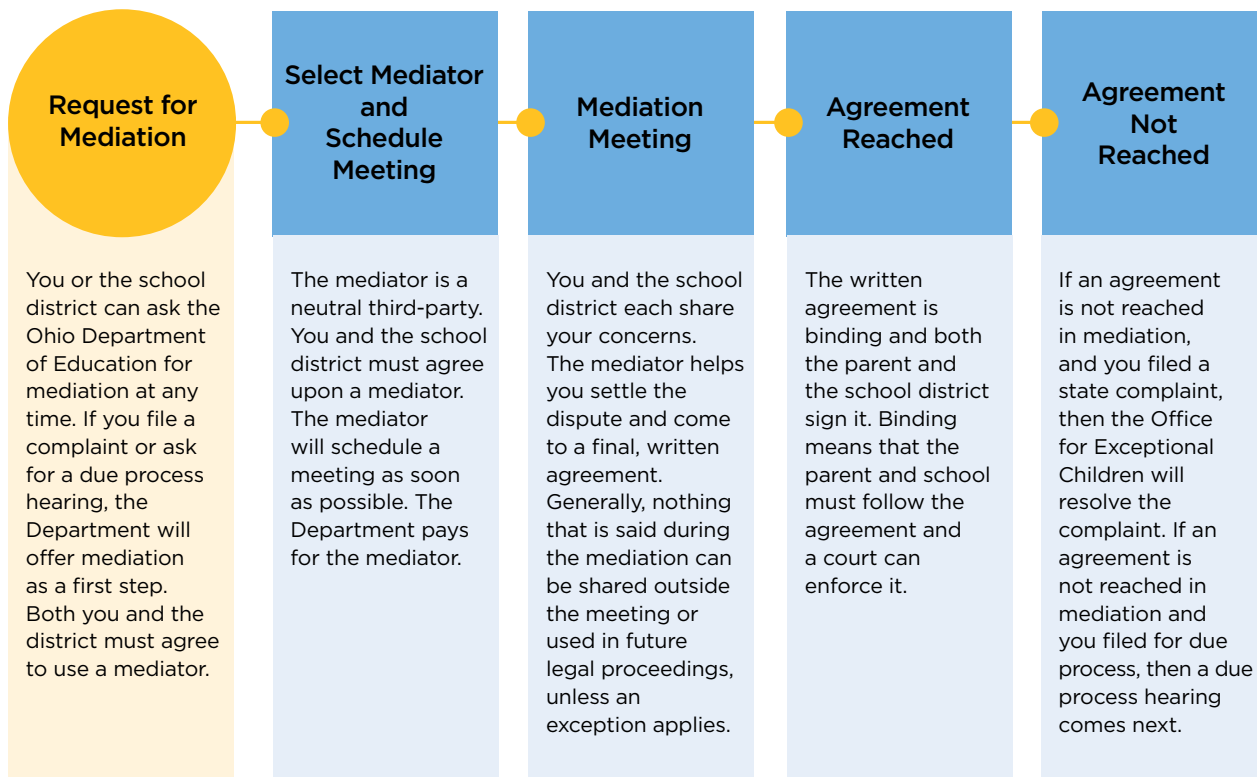 Request for
Mediation
You or the school
district can ask the
Ohio Department
of Education for
mediation at any
time. If you file a
complaint or ask
for a due process
hearing, the
Department will
offer mediation
as a first step.
Both you and the
district must agree
to use a mediator.
Select Mediator
and
Schedule
Meeting
The mediator is a
neutral third-party.
You and the school
district must agree
upon a mediator.
The mediator
will schedule a
meeting as soon
as possible. The
Department pays
for the mediator.
Mediation
Meeting
You and the school
district each share
your concerns.
The mediator helps
you settle the
dispute and come
to a final, written
agreement.
Generally, nothing
that is said during
the mediation can
be shared outside
the meeting or
used in future
legal proceedings,
unless an
exception applies.
Agreement
Reached
The written
agreement is
binding and both
the parent and
the school district
sign it. Binding
means that the
parent and school
must follow the
agreement and
a court can
enforce it.
Agreement
Not
Reached
If an agreement
is not reached
in mediation,
and you filed a
state complaint,
then the Office
for Exceptional
Children will
resolve the
complaint. If an
agreement is
not reached in
mediation and
you filed for due
process, then a due
process hearing
comes next.